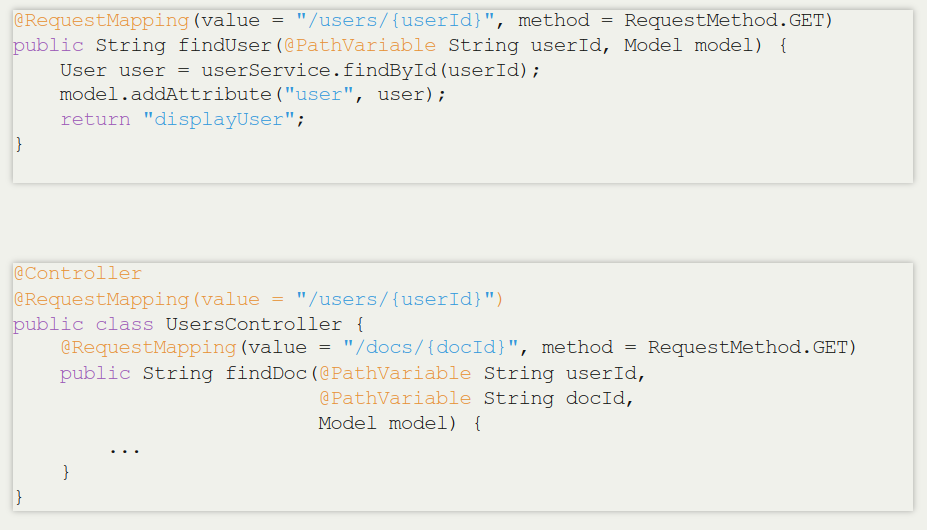 @RequestMapping(value = "/users/{userId}", method = RequestMethod.GET)
public String findUser(@PathVariable String userId, Model model) {
    User user = userService.findById(userId);
    model.addAttribute("user", user);
    return "displayUser";
}
@Controller
@RequestMapping(value = "/users/{userId}")
public class UsersController {
    @RequestMapping(value = "/docs/{docId}", method = RequestMethod.GET)
    public String findDoc(@PathVariable String userId,
                          @PathVariable String docId,
                          Model model) {
        ...
    }
}